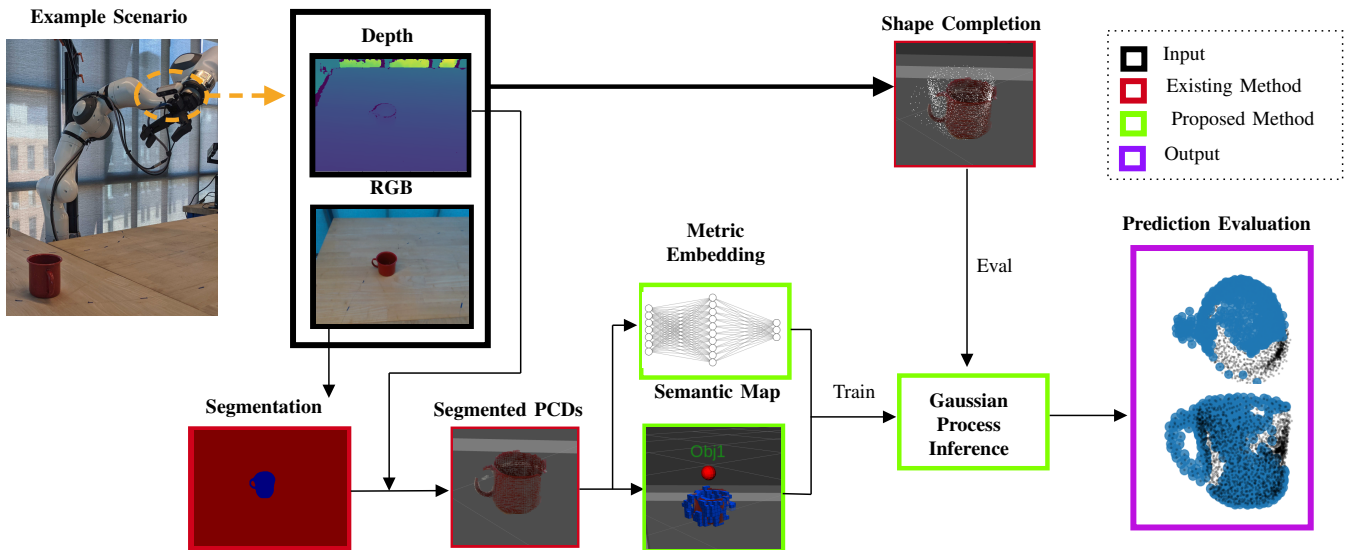 Example Scenario
Depth
RGB
Shape Completion
Input
Existing Method
Proposed Method
Output
Metric
Embedding
Eval
Prediction Evaluation
Segmentation
Segmented PCDs
Semantic Map
Obj1
Train
Gaussian
Process
Inference